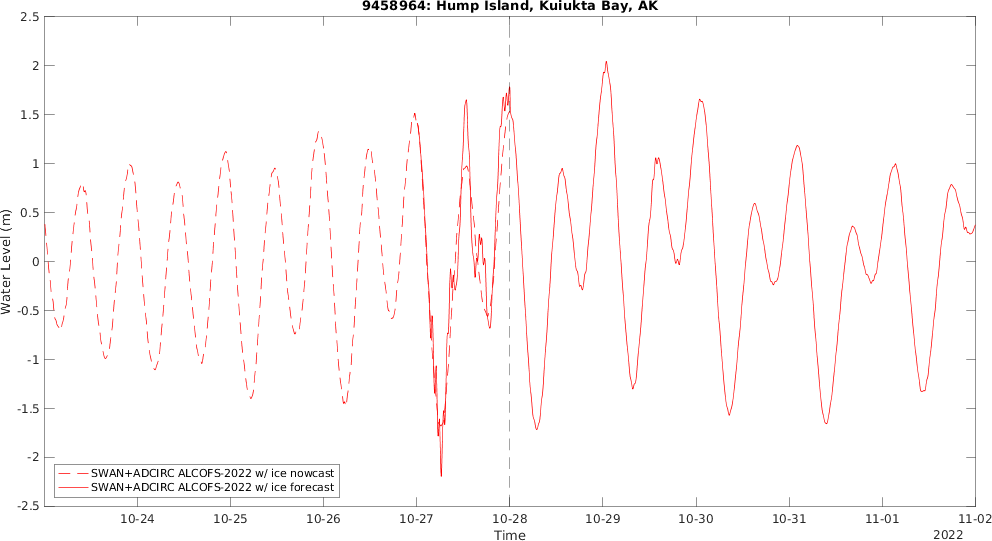 9458964: Hump Island, Kuiukta Bay, AK
2.5
2
1.5
1
0.5
0
-0.5
-1
-1.5
-2
-2.5
Water Level (m)
SWAN+ADCIRC ALCOFS-2022 w/ ice nowcast
SWAN+ADCIRC ALCOFS-2022 w/ ice forecast
10-24 10-25 10-26 10-27 10-28 10-29 10-30 10-31 11-01 11-02
Time 2022